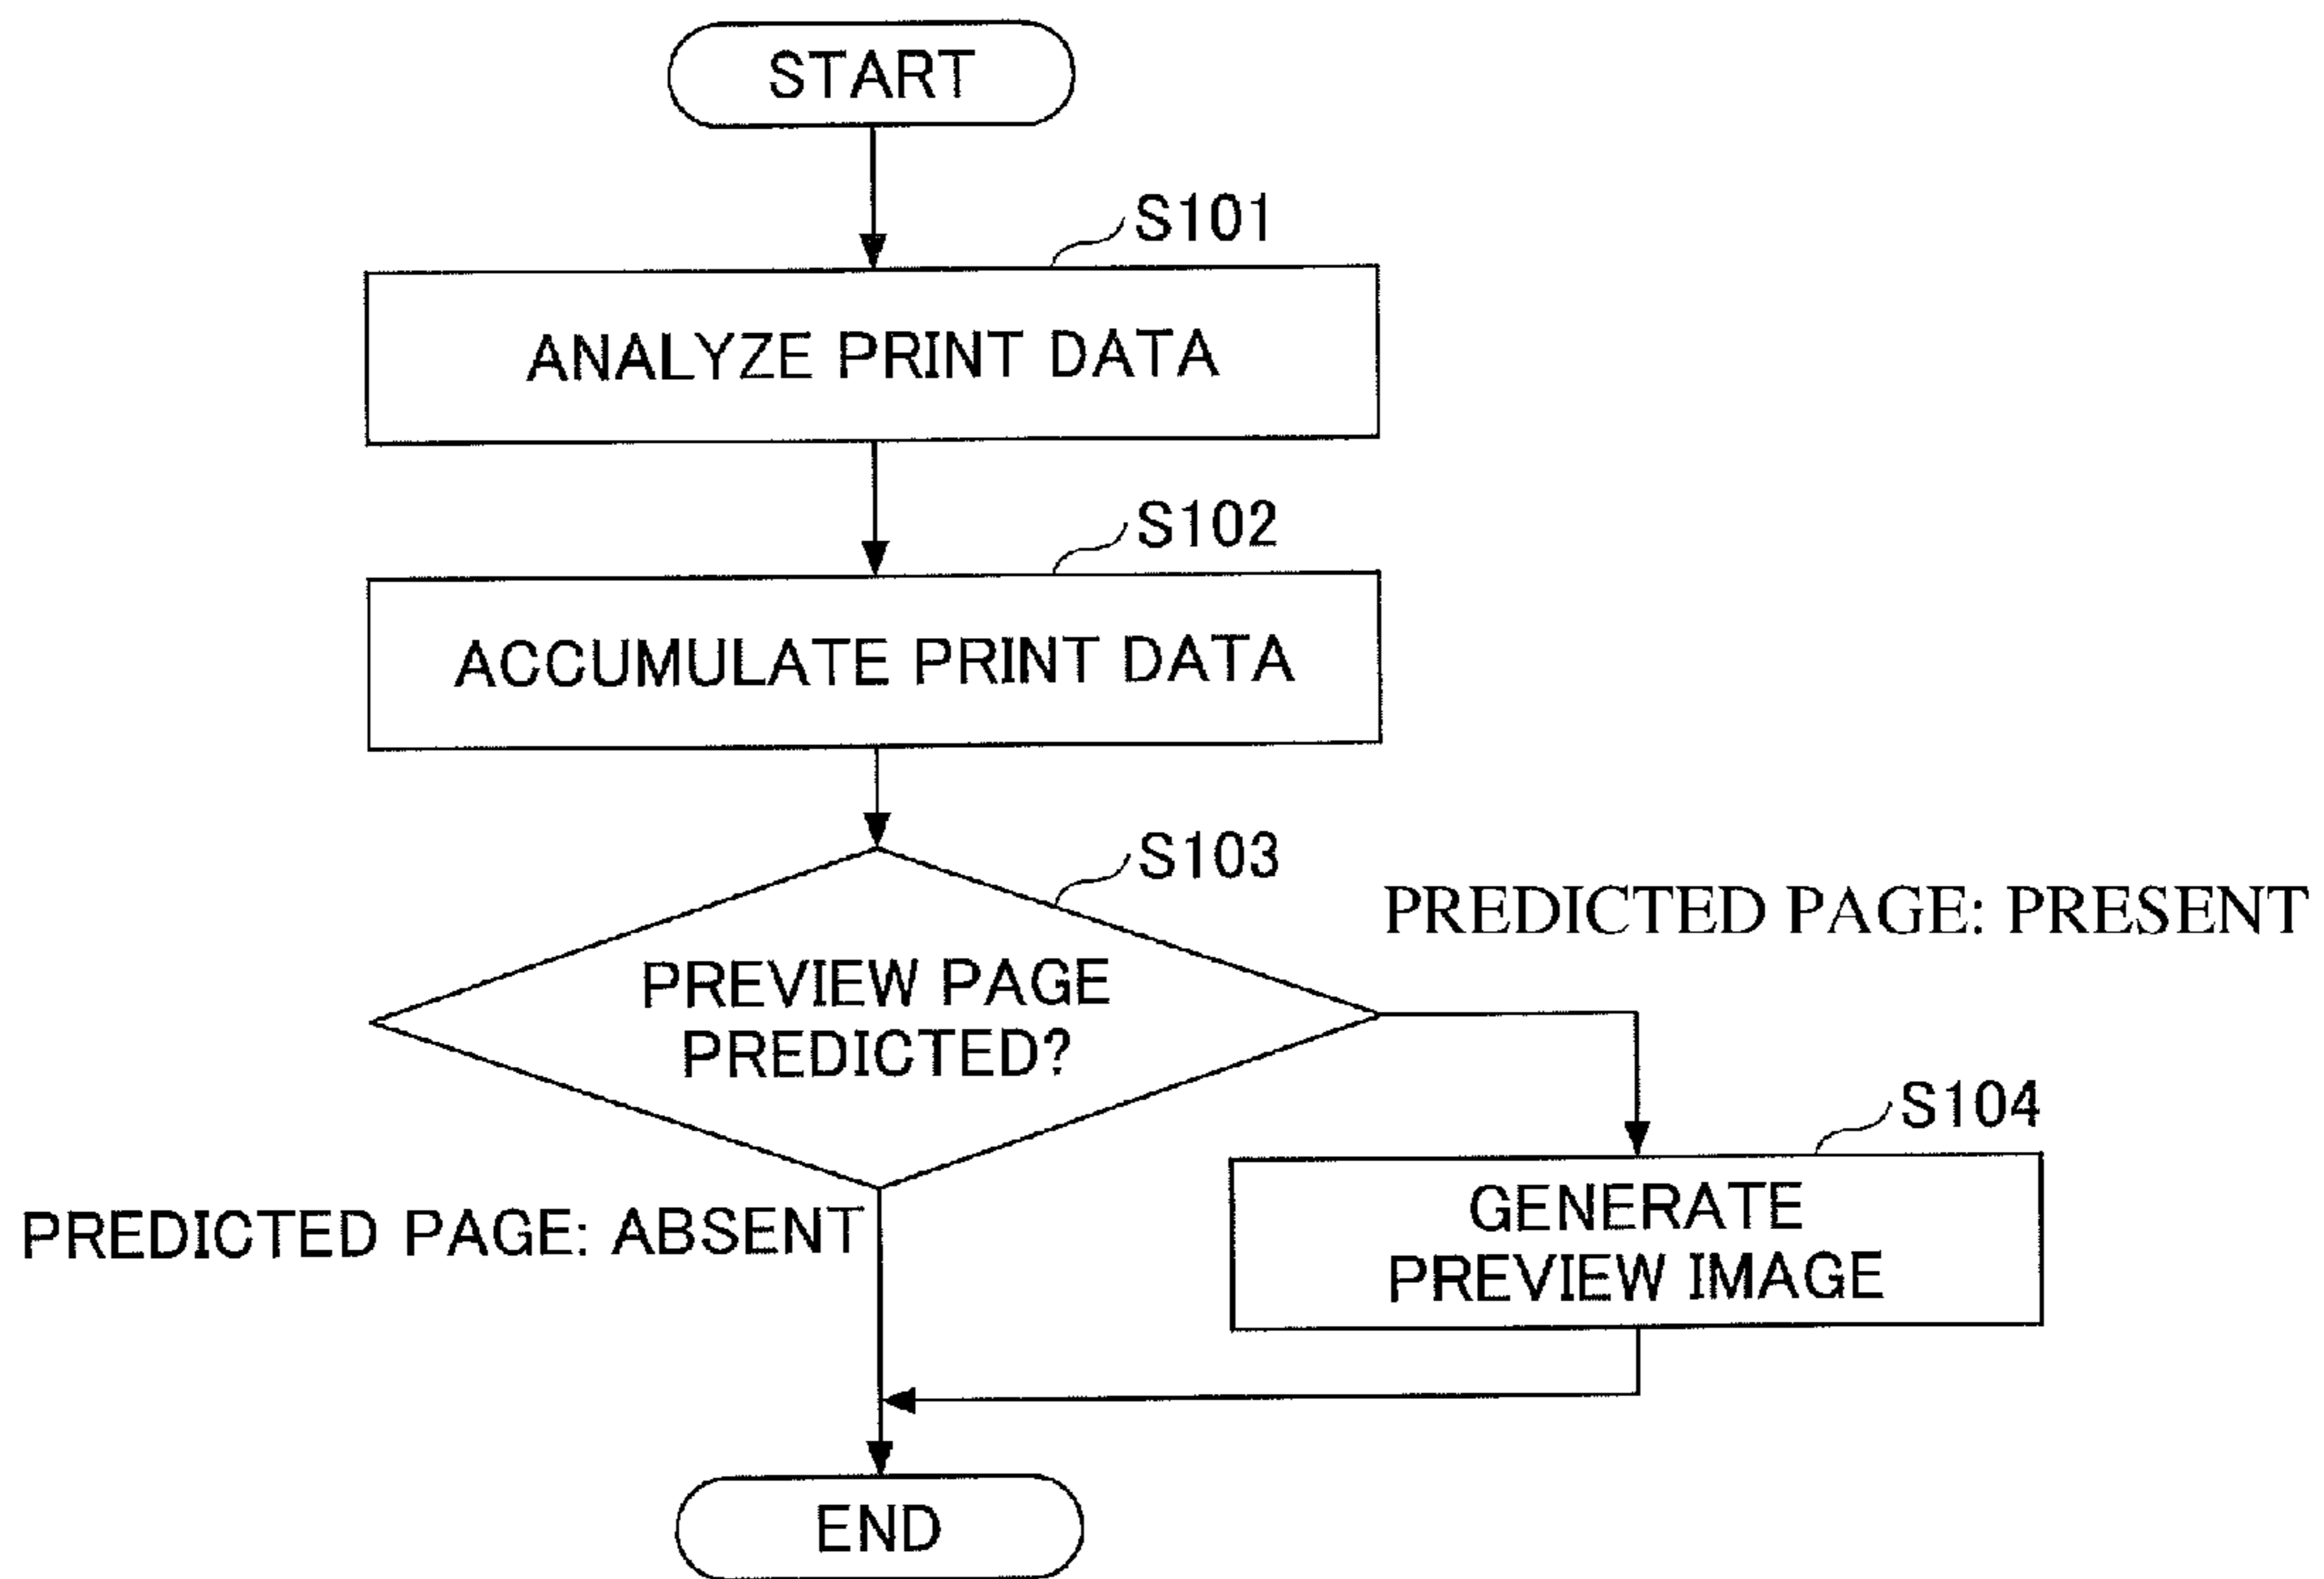 START
S101
ANALYZE PRINT DATA
S102
ACCUMULATE PRINT DATA
S103
PREDICTED PAGE: PRESENT
PREVIEW PAGE
PREDICTED?
S104
PREDICTED PAGE: ABSENT
GENERATE
PREVIEW IMAGE
END